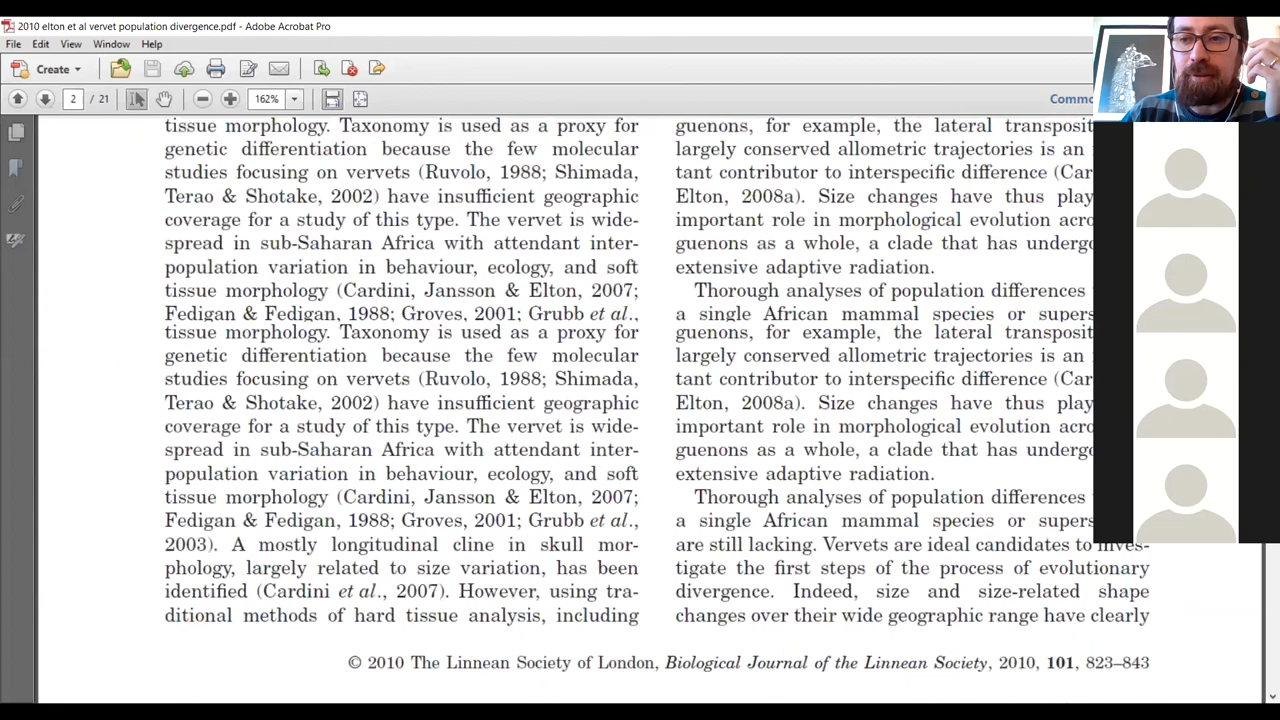 2010 elton et al vervet population divergence.pdf - Adobe Acrobat Pro
File Edit View Window Help
Create
2 / 21 162% Commo
tissue morphology. Taxonomy is used as a proxy for
genetic differentiation because the few molecular
studies focusing on vervets (Ruvolo, 1988; Shimada,
Terao & Shotake, 2002) have insufficient geographic
coverage for a study of this type. The vervet is wide-
spread in sub-Saharan Africa with attendant inter-
population variation in behaviour, ecology, and soft
tissue morphology (Cardini, Jansson & Elton, 2007;
Fedigan & Fedigan, 1988; Groves, 2001; Grubb et al.,
tissue morphology. Taxonomy is used as a proxy for
genetic differentiation because the few molecular
studies focusing on vervets (Ruvolo, 1988; Shimada,
Terao & Shotake, 2002) have insufficient geographic
coverage for a study of this type. The vervet is wide-
spread in sub-Saharan Africa with attendant inter-
population variation in behaviour, ecology, and soft
tissue morphology (Cardini, Jansson & Elton, 2007;
Fedigan & Fedigan, 1988; Groves, 2001; Grubb et al.,
2003). A mostly longitudinal cline in skull mor-
phology, largely related to size variation, has been
identified (Cardini et al., 2007). However, using tra-
ditional methods of hard tissue analysis, including
guenons, for example, the lateral transposit
largely conserved allometric trajectories is an
tant contributor to interspecific difference (Car
Elton, 2008a). Size changes have thus play
important role in morphological evolution acro
guenons as a whole, a clade that has undergo
extensive adaptive radiation.
Thorough analyses of population differences
a single African mammal species or supers
guenons, for example, the lateral transposit
largely conserved allometric trajectories is an
tant contributor to interspecific difference (Car
Elton, 2008a). Size changes have thus play
important role in morphological evolution acro
guenons as a whole, a clade that has undergo
extensive adaptive radiation.
Thorough analyses of population differences
a single African mammal species or supers
are still lacking. Vervets are ideal candidates to inves-
tigate the first steps of the process of evolutionary
divergence. Indeed, size and size-related shape
changes over their wide geographic range have clearly
© 2010 The Linnean Society of London, Biological Journal of the Linnean Society, 2010, 101, 823–843